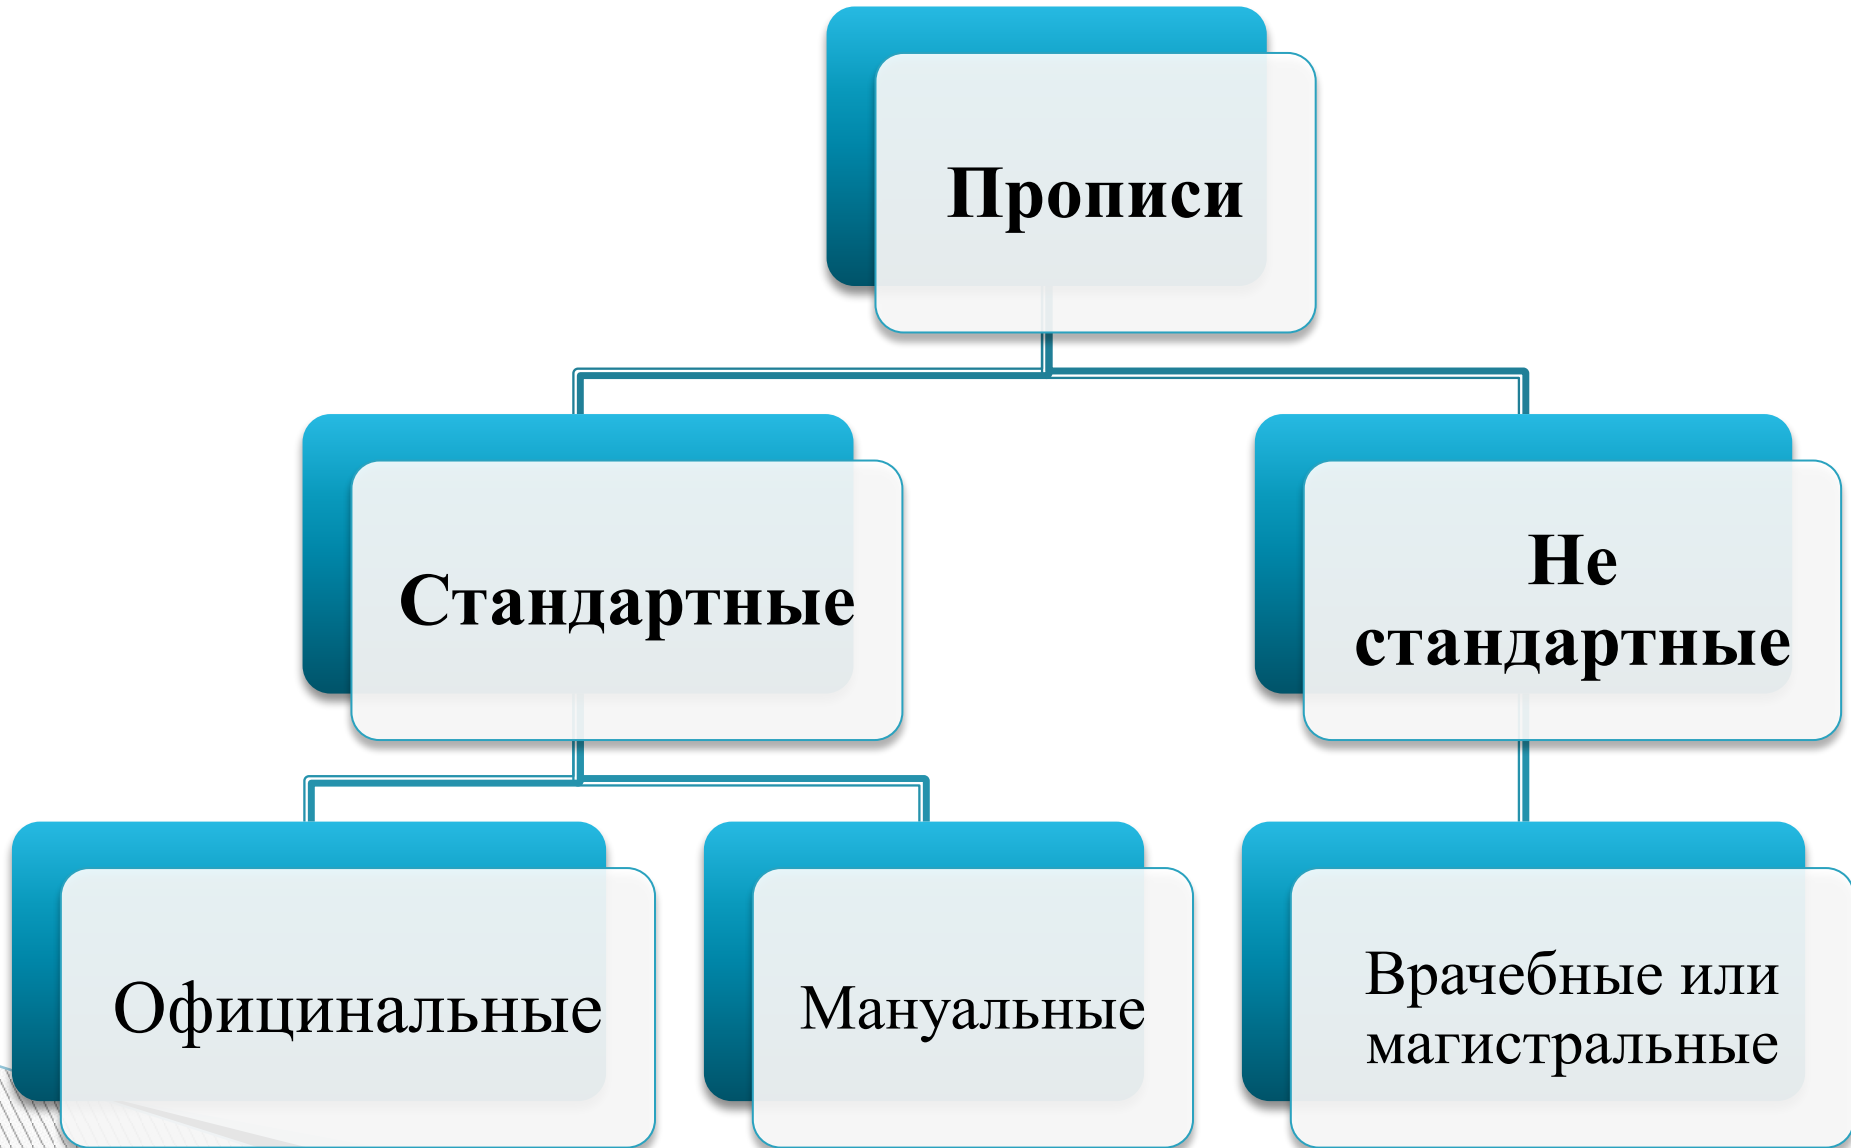 Прописи
Стандартные
Не
стандартные
Официнальные
Мануальные
Врачебные или
магистральные